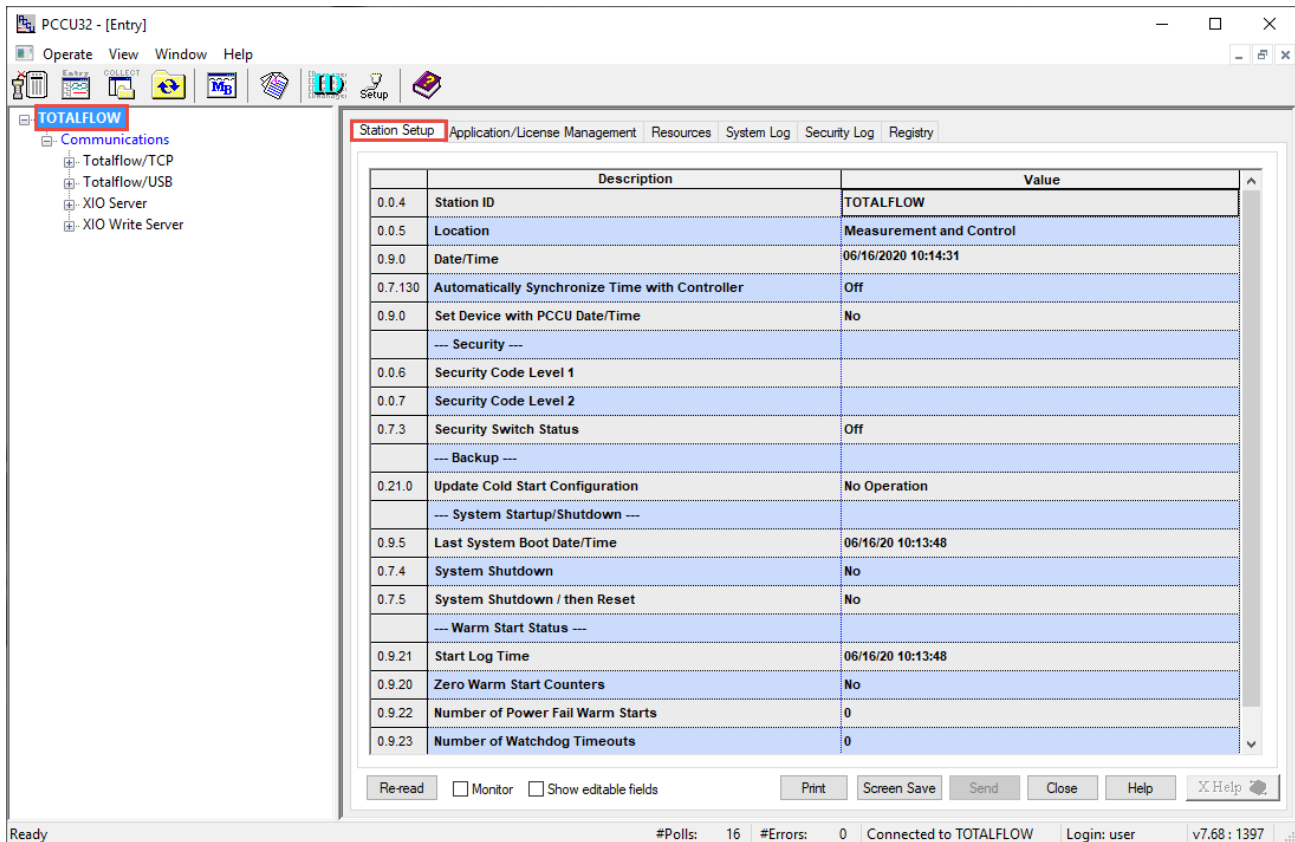 PCCU32 - [Entry]
Operate View Window Help
Entry COLLECT MB ID Setup
TOTALFLOW
Communications
Totalflow/TCP
Totalflow/USB
XIO Server
XIO Write Server
Station Setup Application/License Management Resources System Log Security Log Registry
Description Value
0.0.4 Station ID TOTALFLOW
0.0.5 Location Measurement and Control
0.9.0 Date/Time 06/16/2020 10:14:31
0.7.130 Automatically Synchronize Time with Controller Off
0.9.0 Set Device with PCCU Date/Time No
--- Security ---
0.0.6 Security Code Level 1
0.0.7 Security Code Level 2
0.7.3 Security Switch Status Off
--- Backup ---
0.21.0 Update Cold Start Configuration No Operation
--- System Startup/Shutdown ---
0.9.5 Last System Boot Date/Time 06/16/20 10:13:48
0.7.4 System Shutdown No
0.7.5 System Shutdown / then Reset No
--- Warm Start Status ---
0.9.21 Start Log Time 06/16/20 10:13:48
0.9.20 Zero Warm Start Counters No
0.9.22 Number of Power Fail Warm Starts 0
0.9.23 Number of Watchdog Timeouts 0
Re-read Monitor Show editable fields Print Screen Save Send Close Help X Help
Ready #Polls: 16 #Errors: 0 Connected to TOTALFLOW Login: user v7.68 : 1397